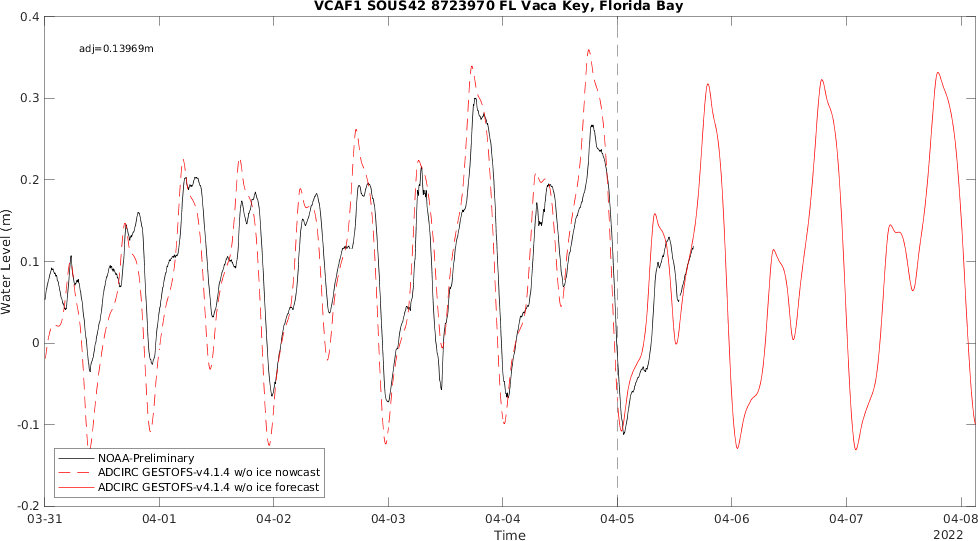 VCAF1 SOUS42 8723970 FL Vaca Key, Florida Bay
0.4
adj=0.13969m
0.3
0.2
0.1
0
-0.1
-0.2
Water Level (m)
NOAA-Preliminary
ADCIRC GESTOFS-v4.1.4 w/o ice nowcast
ADCIRC GESTOFS-v4.1.4 w/o ice forecast
03-31 04-01 04-02 04-03 04-04 04-05 04-06 04-07 04-08
Time
2022